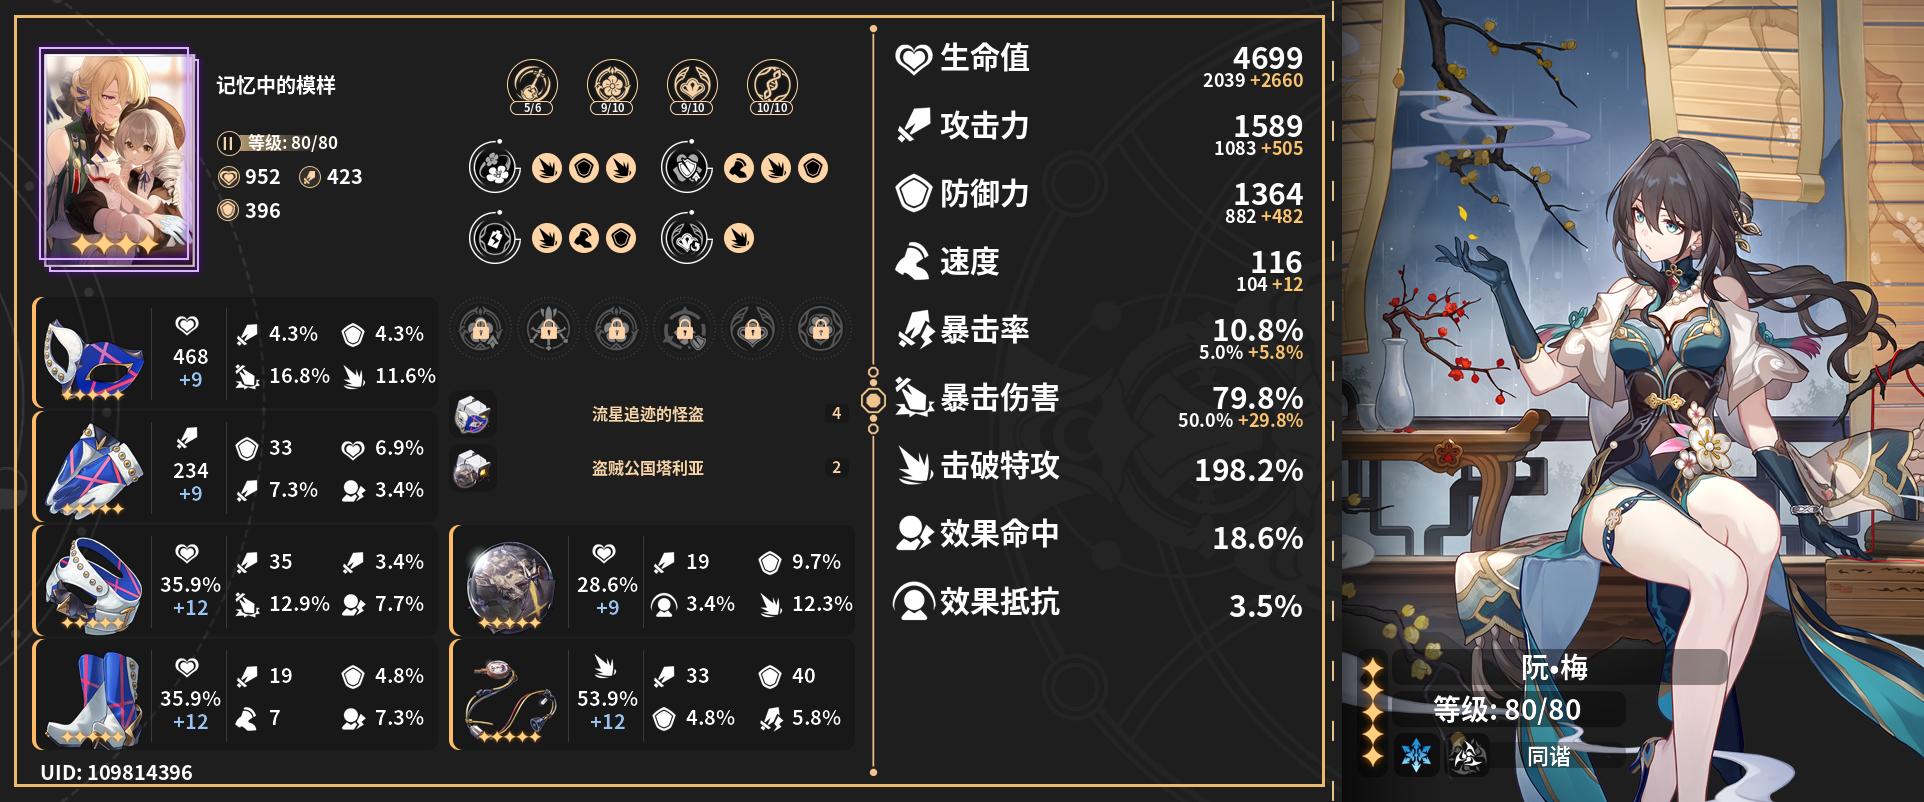 记忆中的模样
等级: 80/80
952 423
396
5/6 9/10 9/10 10/10
468
+9
4.3% 4.3%
16.8% 11.6%
234
+9
33 6.9%
7.3% 3.4%
35.9%
+12
35 3.4%
12.9% 7.7%
35.9%
+12
19 4.8%
7 7.3%
流星追迹的怪盗 4
盗贼公国塔利亚 2
28.6%
+9
19 9.7%
3.4% 12.3%
53.9%
+12
33 40
4.8% 5.8%
UID: 109814396
生命值 4699
2039 +2660
攻击力 1589
1083 +505
防御力 1364
882 +482
速度 116
104 +12
暴击率 10.8%
5.0% +5.8%
暴击伤害 79.8%
50.0% +29.8%
击破特攻 198.2%
效果命中 18.6%
效果抵抗 3.5%
阮•梅
等级: 80/80
同谐